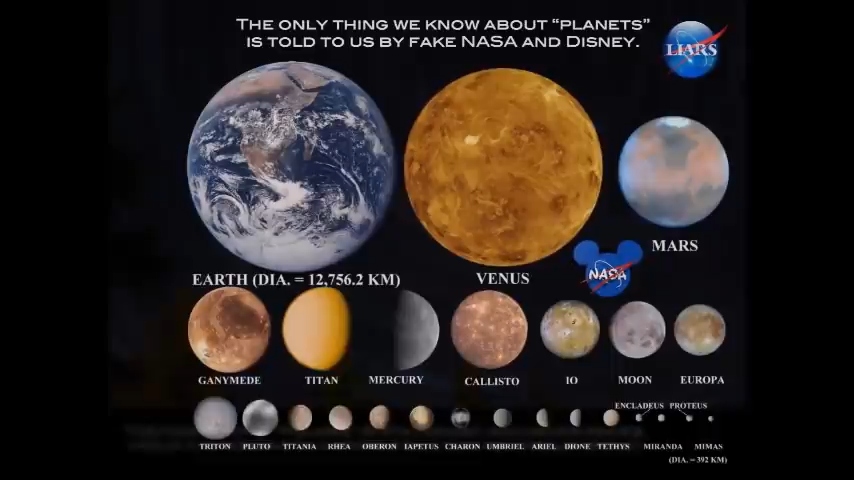 THE ONLY THING WE KNOW ABOUT "PLANETS"
IS TOLD TO US BY FAKE NASA AND DISNEY.
LIARS
EARTH (DIA. = 12,756.2 KM)
VENUS
MARS
NASA
GANYMEDE
TITAN
MERCURY
CALLISTO
IO
MOON
EUROPA
ENCLADEUS PROTEUS
TRITON
PLUTO
TITANIA
RHEA
OBERON
IAPETUS
CHARON
UMBRIEL
ARIEL
DIONE
TETHYS
MIRANDA
MIMAS
(DIA. = 392 KM)